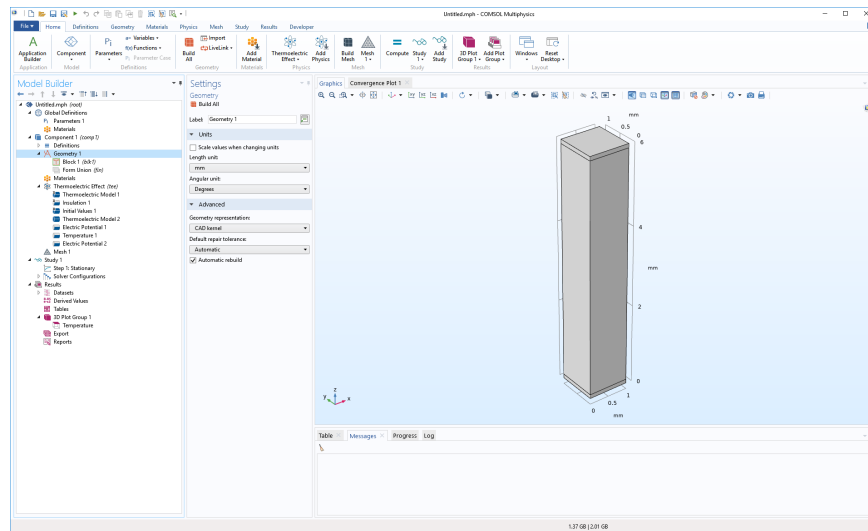 Untitled.mph - COMSOL Multiphysics
File Home Definitions Geometry Materials Physics Mesh Study Results Developer
Application Builder
Component 1
Parameters
a= Variables
f(x) Functions
Pi Parameter Case
Build All
Import
LiveLink
Add Material
Thermoelectric Effect
Add Physics
Build Mesh
Mesh 1
Compute
Study 1
Add Study
3D Plot Group 1
Add Plot Group
Windows
Reset Desktop
Application Model Definitions Geometry Materials Physics Mesh Study Results Layout
Model Builder
Untitled.mph (root)
Global Definitions
Pi Parameters 1
Materials
Component 1 (comp1)
Definitions
Geometry 1
Block 1 (blk1)
Form Union (fin)
Materials
Thermoelectric Effect (tee)
Thermoelectric Model 1
Insulation 1
Initial Values 1
Thermoelectric Model 2
Electric Potential 1
Temperature 1
Electric Potential 2
Mesh 1
Study 1
Step 1: Stationary
Solver Configurations
Results
Datasets
Derived Values
Tables
3D Plot Group 1
Temperature
Export
Reports
Settings
Geometry
Build All
Label: Geometry 1
Units
Scale values when changing units
Length unit:
mm
Angular unit:
Degrees
Advanced
Geometry representation:
CAD kernel
Default repair tolerance:
Automatic
Automatic rebuild
Graphics Convergence Plot 1
mm
1
0.5
0
6
4
mm
2
0
1
0.5
0
mm
z
y
x
Table Messages Progress Log
1.37 GB | 2.01 GB